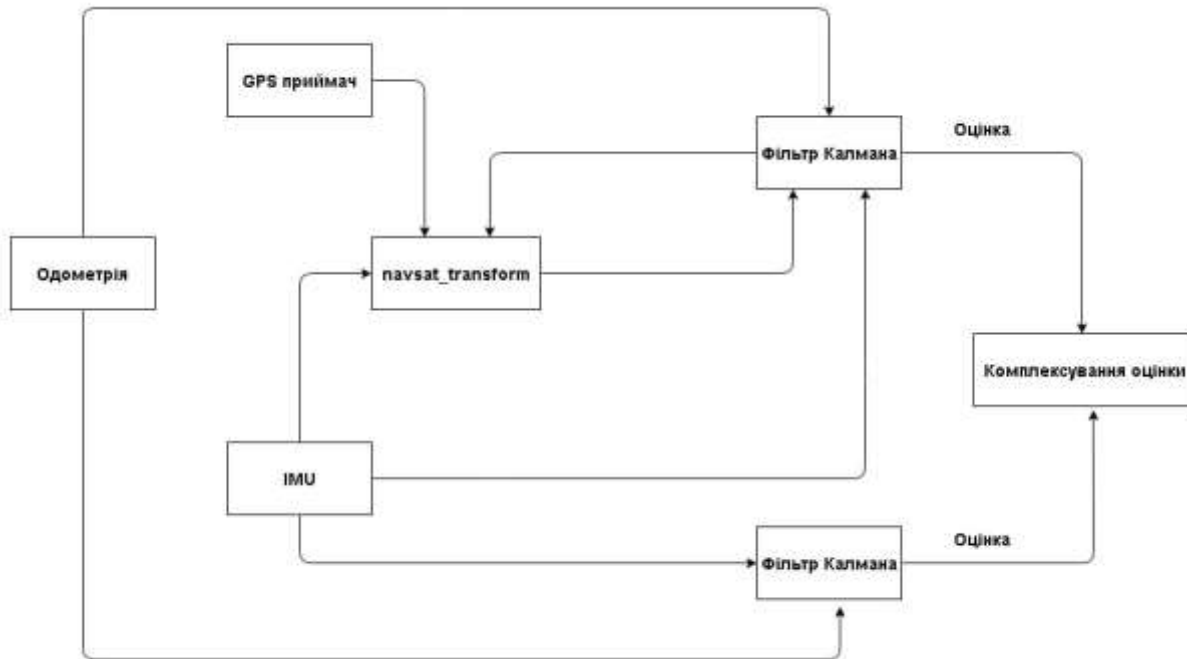 GPS приймач
Оцінка
Фільтр Калмана
Одометрія
navsat_transform
Комплексування оцінки
IMU
Оцінка
Фільтр Калмана